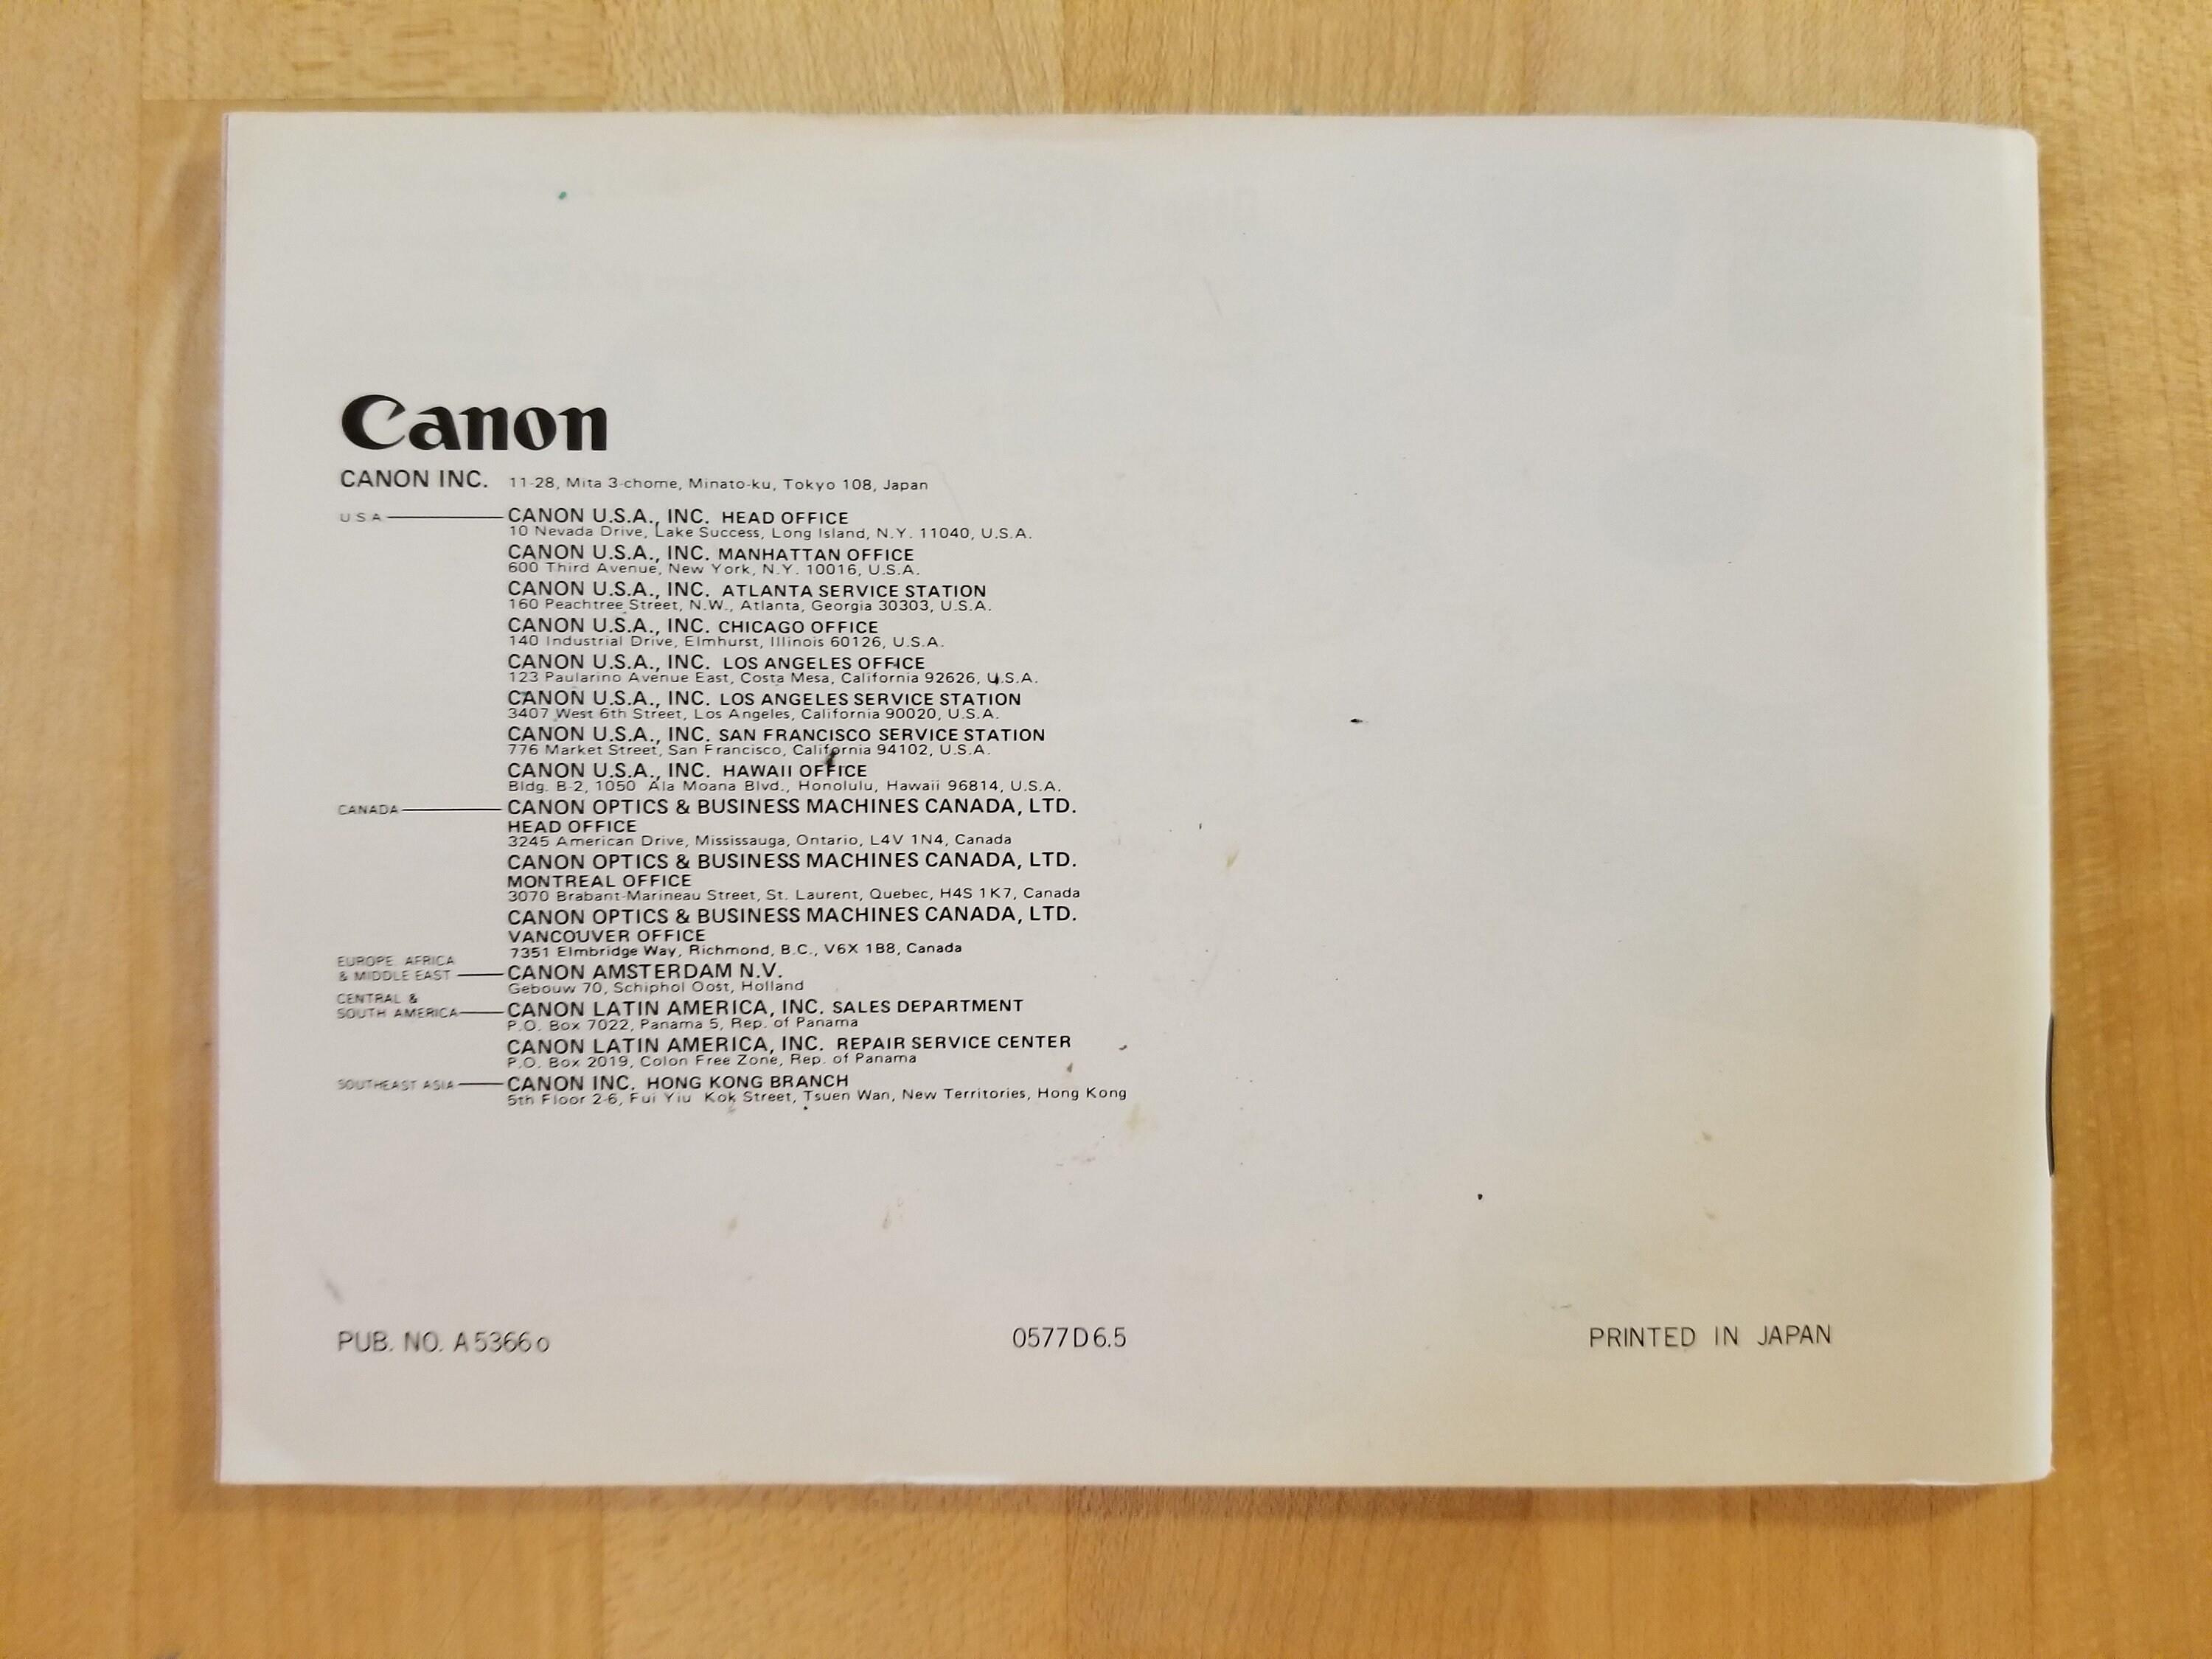 Canon
CANON INC. 11-28, Mita 3-chome, Minato-ku, Tokyo 108, Japan
USA CANON U.S.A., INC. HEAD OFFICE
10 Nevada Drive, Lake Success, Long Island, N.Y. 11040, U.S.A.
CANON U.S.A., INC. MANHATTAN OFFICE
600 Third Avenue, New York, N.Y. 10016, U.S.A.
CANON U.S.A., INC. ATLANTA SERVICE STATION
160 Peachtree Street, N.W., Atlanta, Georgia 30303, U.S.A.
CANON U.S.A., INC. CHICAGO OFFICE
140 Industrial Drive, Elmhurst, Illinois 60126, U.S.A.
CANON U.S.A., INC. LOS ANGELES OFFICE
123 Paularino Avenue East, Costa Mesa, California 92626, U.S.A.
CANON U.S.A., INC. LOS ANGELES SERVICE STATION
3407 West 6th Street, Los Angeles, California 90020, U.S.A.
CANON U.S.A., INC. SAN FRANCISCO SERVICE STATION
776 Market Street, San Francisco, California 94102, U.S.A.
CANON U.S.A., INC. HAWAII OFFICE
Bldg. B-2, 1050 Ala Moana Blvd., Honolulu, Hawaii 96814, U.S.A.
CANADA CANON OPTICS & BUSINESS MACHINES CANADA, LTD.
HEAD OFFICE
3245 American Drive, Mississauga, Ontario, L4V 1N4, Canada
CANON OPTICS & BUSINESS MACHINES CANADA, LTD.
MONTREAL OFFICE
3070 Brabant-Marineau Street, St. Laurent, Quebec, H4S 1K7, Canada
CANON OPTICS & BUSINESS MACHINES CANADA, LTD.
VANCOUVER OFFICE
7351 Elmbridge Way, Richmond, B.C., V6X 1B8, Canada
EUROPE, AFRICA
& MIDDLE EAST CANON AMSTERDAM N.V.
Gebouw 70, Schiphol Oost, Holland
CENTRAL &
SOUTH AMERICA CANON LATIN AMERICA, INC. SALES DEPARTMENT
P.O. Box 7022, Panama 5, Rep. of Panama
CANON LATIN AMERICA, INC. REPAIR SERVICE CENTER
P.O. Box 2019, Colon Free Zone, Rep. of Panama
SOUTHEAST ASIA CANON INC. HONG KONG BRANCH
5th Floor 2-6, Fui Yiu Kok Street, Tsuen Wan, New Territories, Hong Kong
PUB. NO. A5366o 0577D6.5 PRINTED IN JAPAN